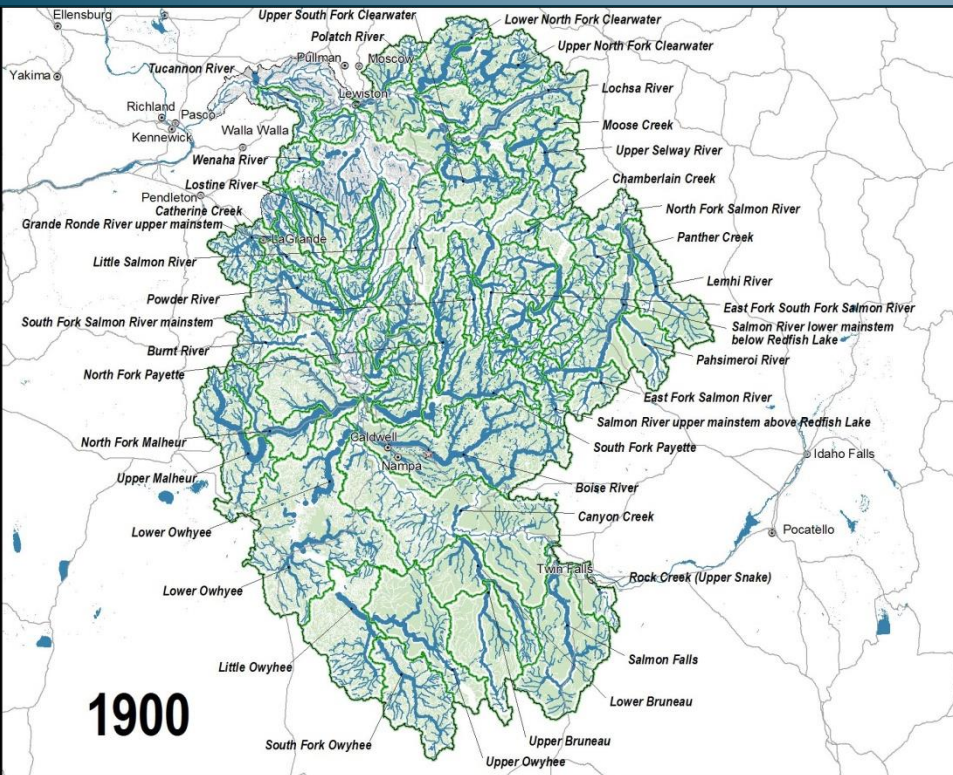 Ellensburg
Upper South Fork Clearwater
Lower North Fork Clearwater
Polatch River
Upper North Fork Clearwater
Pullman
Moscow
Yakima
Tucannon River
Lochsa River
Lewiston
Richland
Pasco
Moose Creek
Kennewick
Walla Walla
Upper Selway River
Wenaha River
Chamberlain Creek
Lostine River
Pendleton
North Fork Salmon River
Catherine Creek
Grande Ronde River upper mainstem
LaGrande
Panther Creek
Little Salmon River
Lemhi River
Powder River
East Fork South Fork Salmon River
South Fork Salmon River mainstem
Salmon River lower mainstem
below Redfish Lake
Burnt River
Pahsimeroi River
North Fork Payette
East Fork Salmon River
Salmon River upper mainstem above Redfish Lake
North Fork Malheur
Caldwell
South Fork Payette
Idaho Falls
Nampa
Upper Malheur
Boise River
Canyon Creek
Lower Owhyee
Pocatello
Twin Falls
Rock Creek (Upper Snake)
Lower Owhyee
Little Owyhee
Salmon Falls
1900
Lower Bruneau
South Fork Owyhee
Upper Bruneau
Upper Owyhee